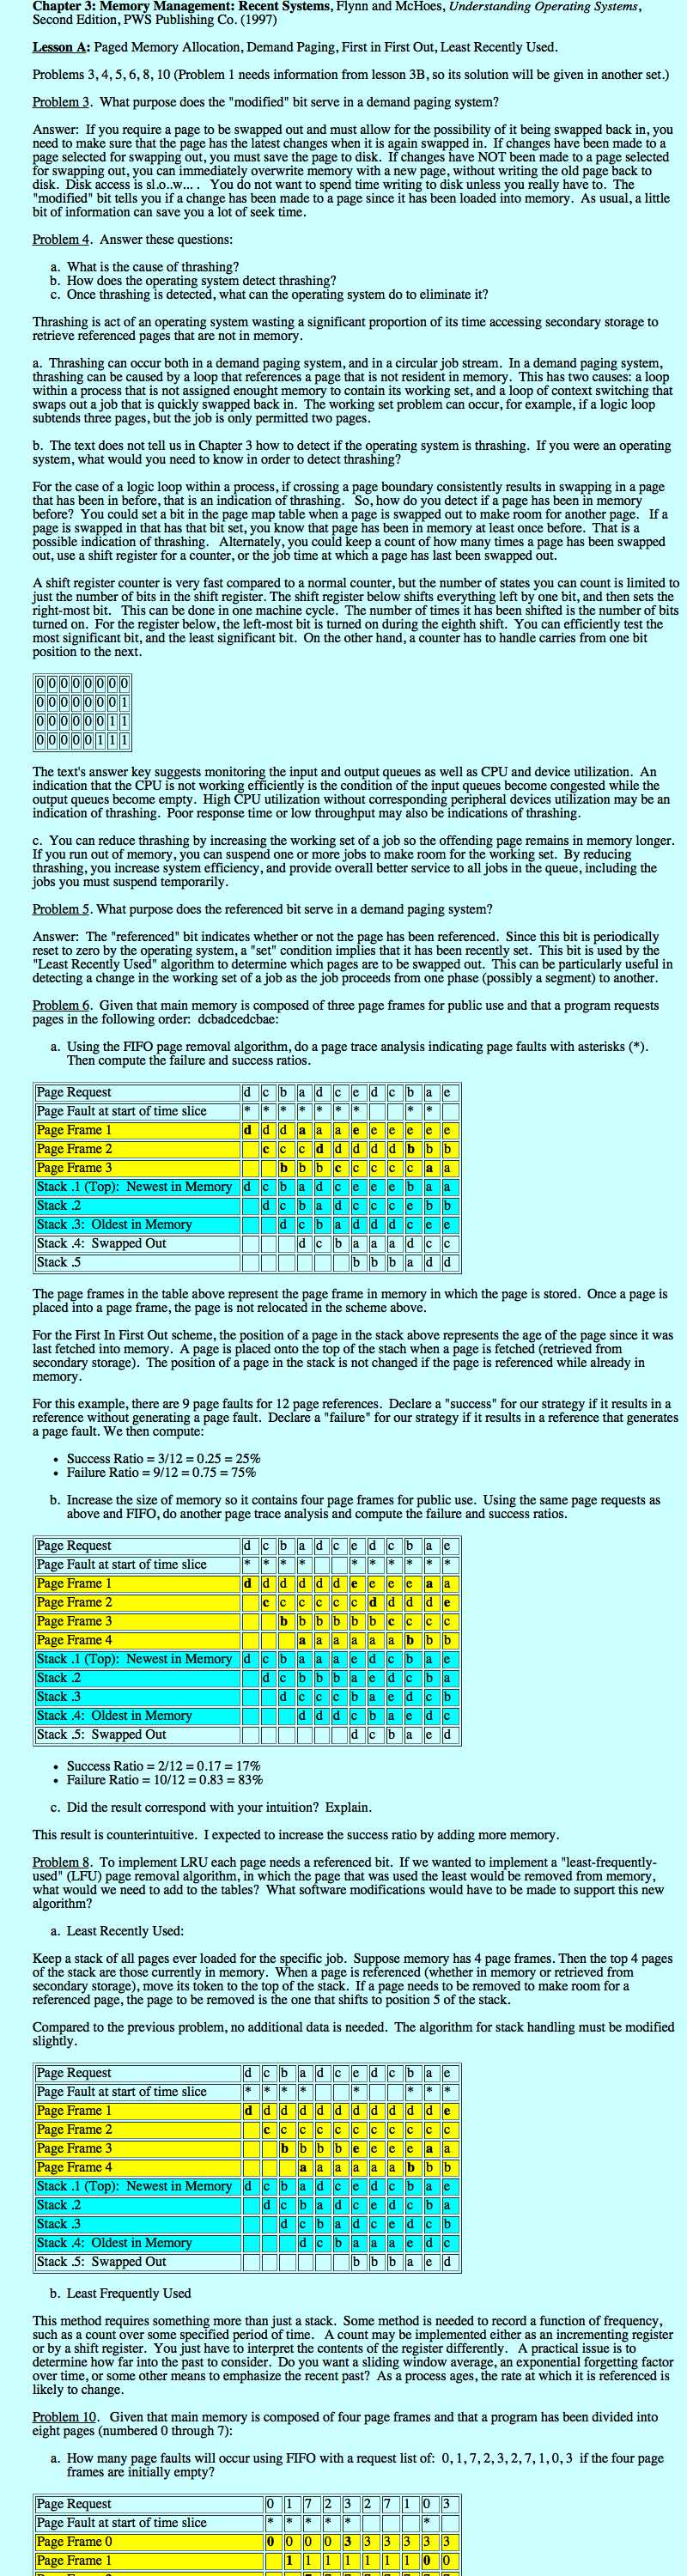 Chapter 3: Memory Management: Recent Systems, Flynn and McHoes, Understanding Operating Systems,
Second Edition, PWS Publishing Co. (1997)
Lesson A: Paged Memory Allocation, Demand Paging, First in First Out, Least Recently Used.
Problems 3, 4, 5, 6, 8, 10 (Problem 1 needs information from lesson 3B, so its solution will be given in another set.)
Problem 3. What purpose does the "modified" bit serve in a demand paging system?
Answer: If you require a page to be swapped out and must allow for the possibility of it being swapped back in, you
need to make sure that the page has the latest changes when it is again swapped in. If changes have been made to a
page selected for swapping out, you must save the page to disk. If changes have NOT been made to a page selected
for swapping out, you can immediately overwrite memory with a new page, without writing the old page back to
disk. Disk access is sl.o..w... . You do not want to spend time writing to disk unless you really have to. The
"modified" bit tells you if a change has been made to a page since it has been loaded into memory. As usual, a little
bit of information can save you a lot of seek time.
Problem 4. Answer these questions:
a. What is the cause of thrashing?
b. How does the operating system detect thrashing?
c. Once thrashing is detected, what can the operating system do to eliminate it?
Thrashing is act of an operating system wasting a significant proportion of its time accessing secondary storage to
retrieve referenced pages that are not in memory.
a. Thrashing can occur both in a demand paging system, and in a circular job stream. In a demand paging system,
thrashing can be caused by a loop that references a page that is not resident in memory. This has two causes: a loop
within a process that is not assigned enought memory to contain its working set, and a loop of context switching that
swaps out a job that is quickly swapped back in. The working set problem can occur, for example, if a logic loop
subtends three pages, but the job is only permitted two pages.
b. The text does not tell us in Chapter 3 how to detect if the operating system is thrashing. If you were an operating
system, what would you need to know in order to detect thrashing?
For the case of a logic loop within a process, if crossing a page boundary consistently results in swapping in a page
that has been in before, that is an indication of thrashing. So, how do you detect if a page has been in memory
before? You could set a bit in the page map table when a page is swapped out to make room for another page. If a
page is swapped in that has that bit set, you know that page has been in memory at least once before. That is a
possible indication of thrashing. Alternately, you could keep a count of how many times a page has been swapped
out, use a shift register for a counter, or the job time at which a page has last been swapped out.
A shift register counter is very fast compared to a normal counter, but the number of states you can count is limited to
just the number of bits in the shift register. The shift register below shifts everything left by one bit, and then sets the
right-most bit. This can be done in one machine cycle. The number of times it has been shifted is the number of bits
turned on. For the register below, the left-most bit is turned on during the eighth shift. You can efficiently test the
most significant bit, and the least significant bit. On the other hand, a counter has to handle carries from one bit
position to the next.
0 0 0 0 0 0 0 0
0 0 0 0 0 0 0 1
0 0 0 0 0 0 1 1
0 0 0 0 0 1 1 1
The text's answer key suggests monitoring the input and output queues as well as CPU and device utilization. An
indication that the CPU is not working efficiently is the condition of the input queues become congested while the
output queues become empty. High CPU utilization without corresponding peripheral devices utilization may be an
indication of thrashing. Poor response time or low throughput may also be indications of thrashing.
c. You can reduce thrashing by increasing the working set of a job so the offending page remains in memory longer.
If you run out of memory, you can suspend one or more jobs to make room for the working set. By reducing
thrashing, you increase system efficiency, and provide overall better service to all jobs in the queue, including the
jobs you must suspend temporarily.
Problem 5. What purpose does the referenced bit serve in a demand paging system?
Answer: The "referenced" bit indicates whether or not the page has been referenced. Since this bit is periodically
reset to zero by the operating system, a "set" condition implies that it has been recently set. This bit is used by the
"Least Recently Used" algorithm to determine which pages are to be swapped out. This can be particularly useful in
detecting a change in the working set of a job as the job proceeds from one phase (possibly a segment) to another.
Problem 6. Given that main memory is composed of three page frames for public use and that a program requests
pages in the following order: dcbadcedcbae:
a. Using the FIFO page removal algorithm, do a page trace analysis indicating page faults with asterisks (*).
Then compute the failure and success ratios.
Page Request d c b a d c e d c b a e
Page Fault at start of time slice * * * * * * * * *
Page Frame 1 d d d a a a e e e e e e
Page Frame 2 c c c d d d d d b b b
Page Frame 3 b b b c c c c c a a
Stack .1 (Top): Newest in Memory d c b a d c e e e b a a
Stack .2 d c b a d c c c e b b
Stack .3: Oldest in Memory d c b a d d d c e e
Stack .4: Swapped Out d c b a a a d c c
Stack .5 b b b a d d
The page frames in the table above represent the page frame in memory in which the page is stored. Once a page is
placed into a page frame, the page is not relocated in the scheme above.
For the First In First Out scheme, the position of a page in the stack above represents the age of the page since it was
last fetched into memory. A page is placed onto the top of the stach when a page is fetched (retrieved from
secondary storage). The position of a page in the stack is not changed if the page is referenced while already in
memory.
For this example, there are 9 page faults for 12 page references. Declare a "success" for our strategy if it results in a
reference without generating a page fault. Declare a "failure" for our strategy if it results in a reference that generates
a page fault. We then compute:
• Success Ratio = 3/12 = 0.25 = 25%
• Failure Ratio = 9/12 = 0.75 = 75%
b. Increase the size of memory so it contains four page frames for public use. Using the same page requests as
above and FIFO, do another page trace analysis and compute the failure and success ratios.
Page Request d c b a d c e d c b a e
Page Fault at start of time slice * * * * * * * * * *
Page Frame 1 d d d d d d e e e e a a
Page Frame 2 c c c c c c d d d d e
Page Frame 3 b b b b b b c c c c
Page Frame 4 a a a a a a b b b
Stack .1 (Top): Newest in Memory d c b a a a e d c b a e
Stack .2 d c b b b a e d c b a
Stack .3 d c c c b a e d c b
Stack .4: Oldest in Memory d d d c b a e d c
Stack .5: Swapped Out d c b a e d
• Success Ratio = 2/12 = 0.17 = 17%
• Failure Ratio = 10/12 = 0.83 = 83%
c. Did the result correspond with your intuition? Explain.
This result is counterintuitive. I expected to increase the success ratio by adding more memory.
Problem 8. To implement LRU each page needs a referenced bit. If we wanted to implement a "least-frequently-
used" (LFU) page removal algorithm, in which the page that was used the least would be removed from memory,
what would we need to add to the tables? What software modifications would have to be made to support this new
algorithm?
a. Least Recently Used:
Keep a stack of all pages ever loaded for the specific job. Suppose memory has 4 page frames. Then the top 4 pages
of the stack are those currently in memory. When a page is referenced (whether in memory or retrieved from
secondary storage), move its token to the top of the stack. If a page needs to be removed to make room for a
referenced page, the page to be removed is the one that shifts to position 5 of the stack.
Compared to the previous problem, no additional data is needed. The algorithm for stack handling must be modified
slightly.
Page Request d c b a d c e d c b a e
Page Fault at start of time slice * * * * * * * *
Page Frame 1 d d d d d d d d d d d e
Page Frame 2 c c c c c c c c c c c
Page Frame 3 b b b b e e e e a a
Page Frame 4 a a a a a a b b b
Stack .1 (Top): Newest in Memory d c b a d c e d c b a e
Stack .2 d c b a d c e d c b a
Stack .3 d c b a d c e d c b
Stack .4: Oldest in Memory d c b a a a e d c
Stack .5: Swapped Out b b b a e d
b. Least Frequently Used
This method requires something more than just a stack. Some method is needed to record a function of frequency,
such as a count over some specified period of time. A count may be implemented either as an incrementing register
or by a shift register. You just have to interpret the contents of the register differently. A practical issue is to
determine how far into the past to consider. Do you want a sliding window average, an exponential forgetting factor
over time, or some other means to emphasize the recent past? As a process ages, the rate at which it is referenced is
likely to change.
Problem 10. Given that main memory is composed of four page frames and that a program has been divided into
eight pages (numbered 0 through 7):
a. How many page faults will occur using FIFO with a request list of: 0, 1, 7, 2, 3, 2, 7, 1, 0, 3 if the four page
frames are initially empty?
Page Request 0 1 7 2 3 2 7 1 0 3
Page Fault at start of time slice * * * * * *
Page Frame 0 0 0 0 0 3 3 3 3 3 3
Page Frame 1 1 1 1 1 1 1 1 0 0